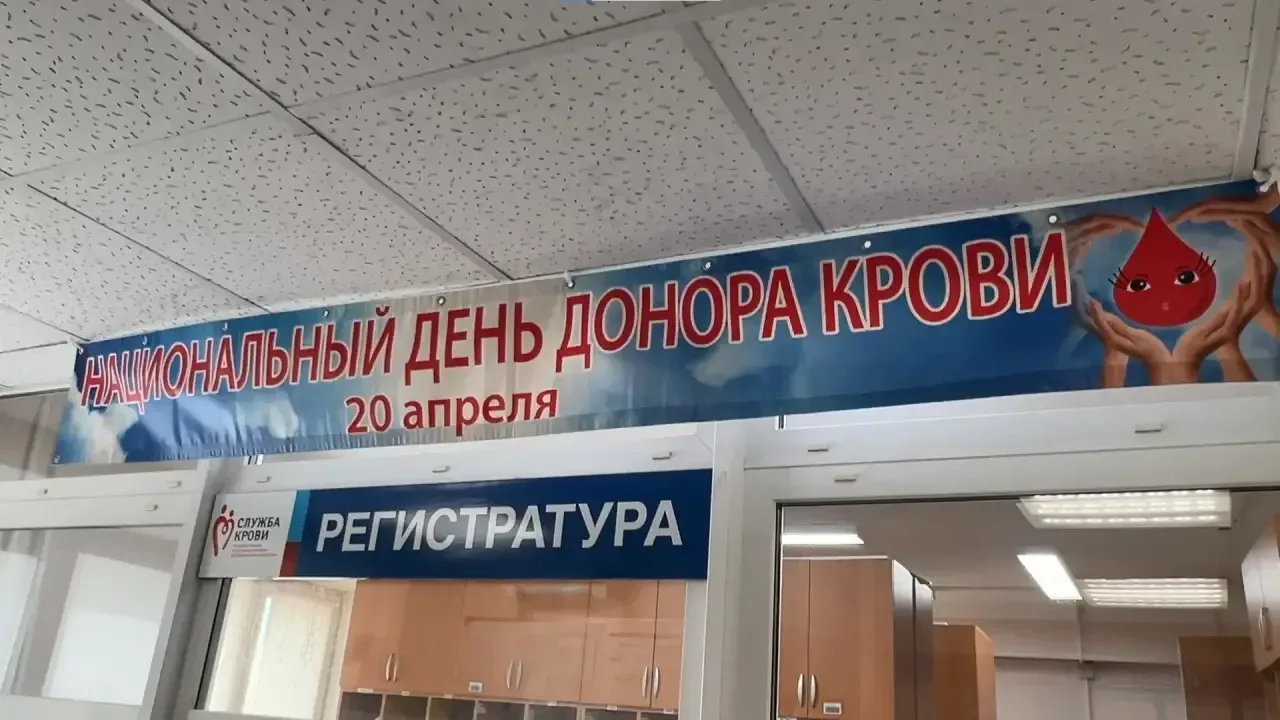 НАЦИОНАЛЬНЫЙ ДЕНЬ ДОНОРА КРОВИ
20 апреля
СЛУЖБА
КРОВИ
РЕГИСТРАТУРА